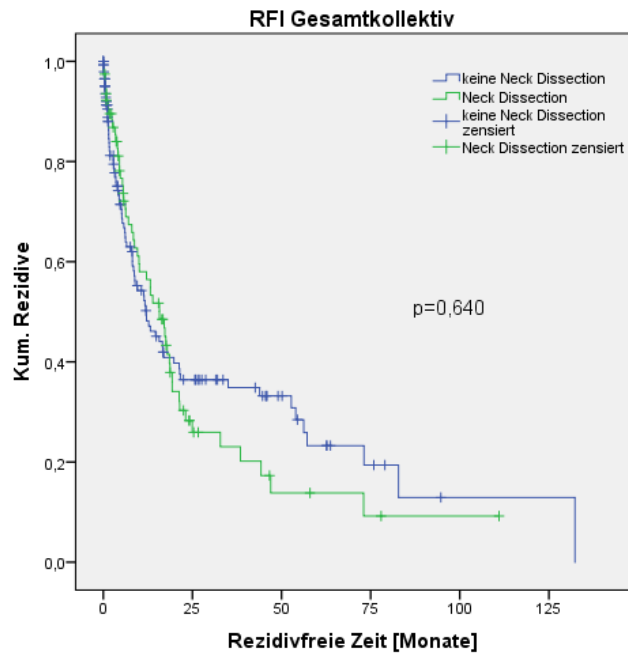 RFI Gesamtkollektiv
keine Neck Dissection
Neck Dissection
keine Neck Dissection
zensiert
Neck Dissection zensiert
p=0,640
Kum. Rezidive
1,0
0,8
0,6
0,4
0,2
0,0
0
25
50
75
100
125
Rezidivfreie Zeit [Monate]